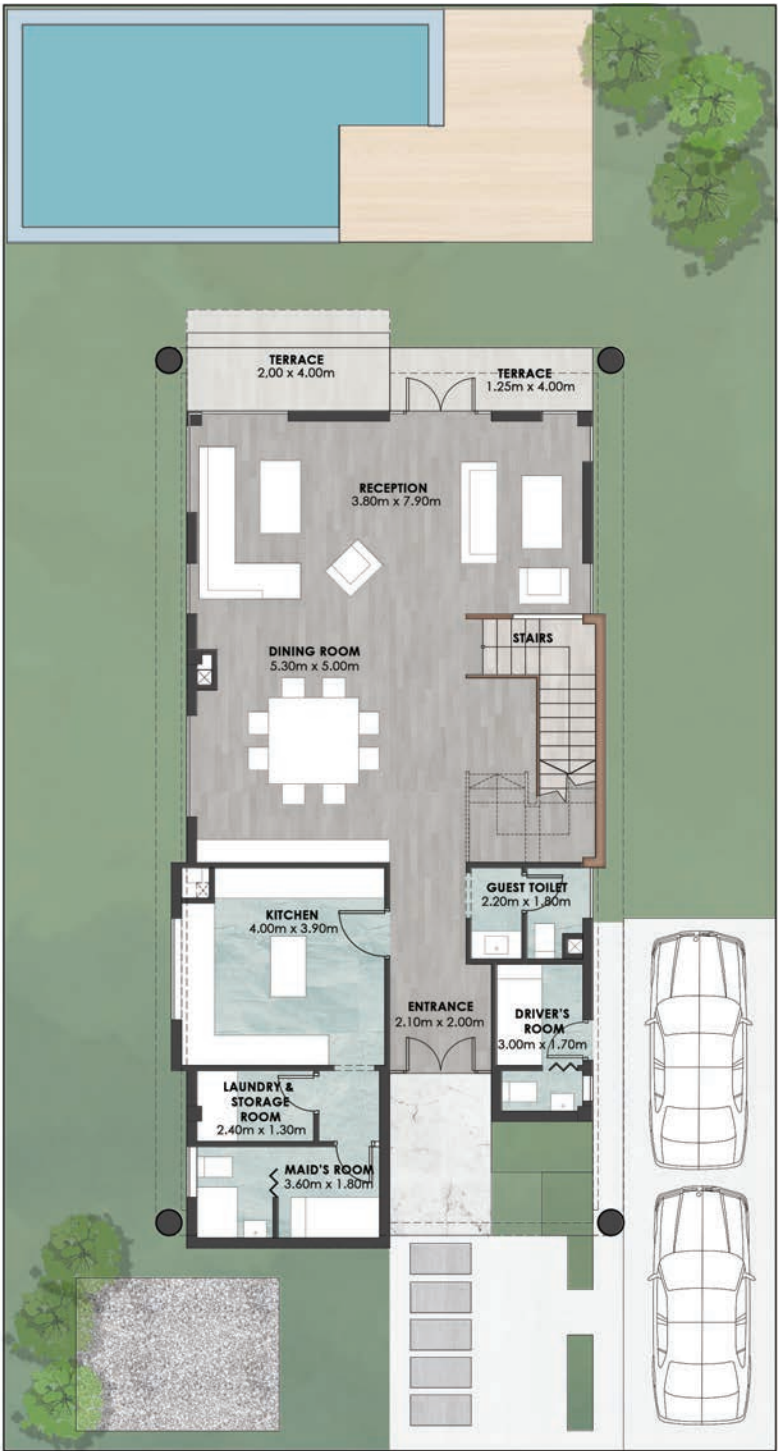 TERRACE
2.00 x 4.00m
TERRACE
1.25m x 4.00m
RECEPTION
3.80m x 7.90m
STAIRS
DINING ROOM
5.30m x 5.00m
GUEST TOILET
2.20m x 1.80m
KITCHEN
4.00m x 3.90m
ENTRANCE
2.10m x 2.00m
DRIVER'S
ROOM
3.00m x 1.70m
LAUNDRY &
STORAGE
ROOM
2.40m x 1.30m
MAID'S ROOM
3.60m x 1.80m